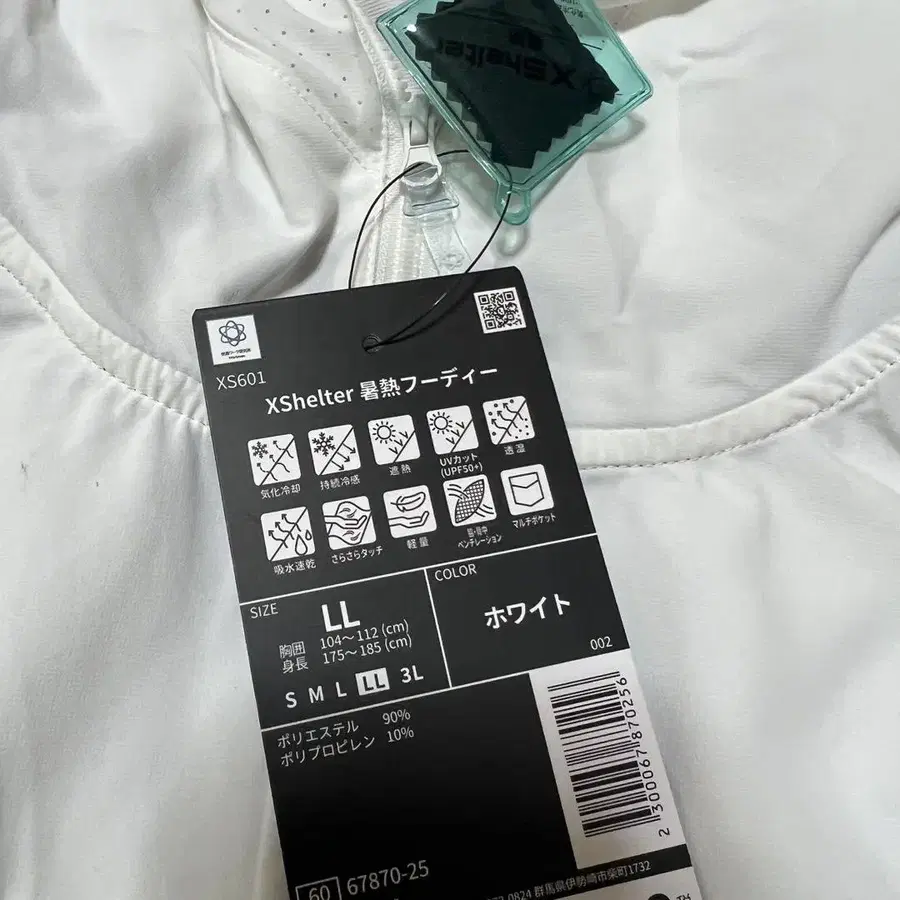 XShelter
XS601
XShelter 暑熱フーディー
気化冷却
持続冷感
遮熱
UVカット
(UPF50+)
透湿
吸水速乾
さらさらタッチ
軽量
ベンチレーション
マルチポケット
SIZE
LL
胸囲 104～112(cm)
身長 175～185(cm)
S M L LL 3L
COLOR
ホワイト
002
ポリエステル 90%
ポリプロピレン 10%
2300067870256
60 67870-25
0824 群馬県伊勢崎市柴町1732